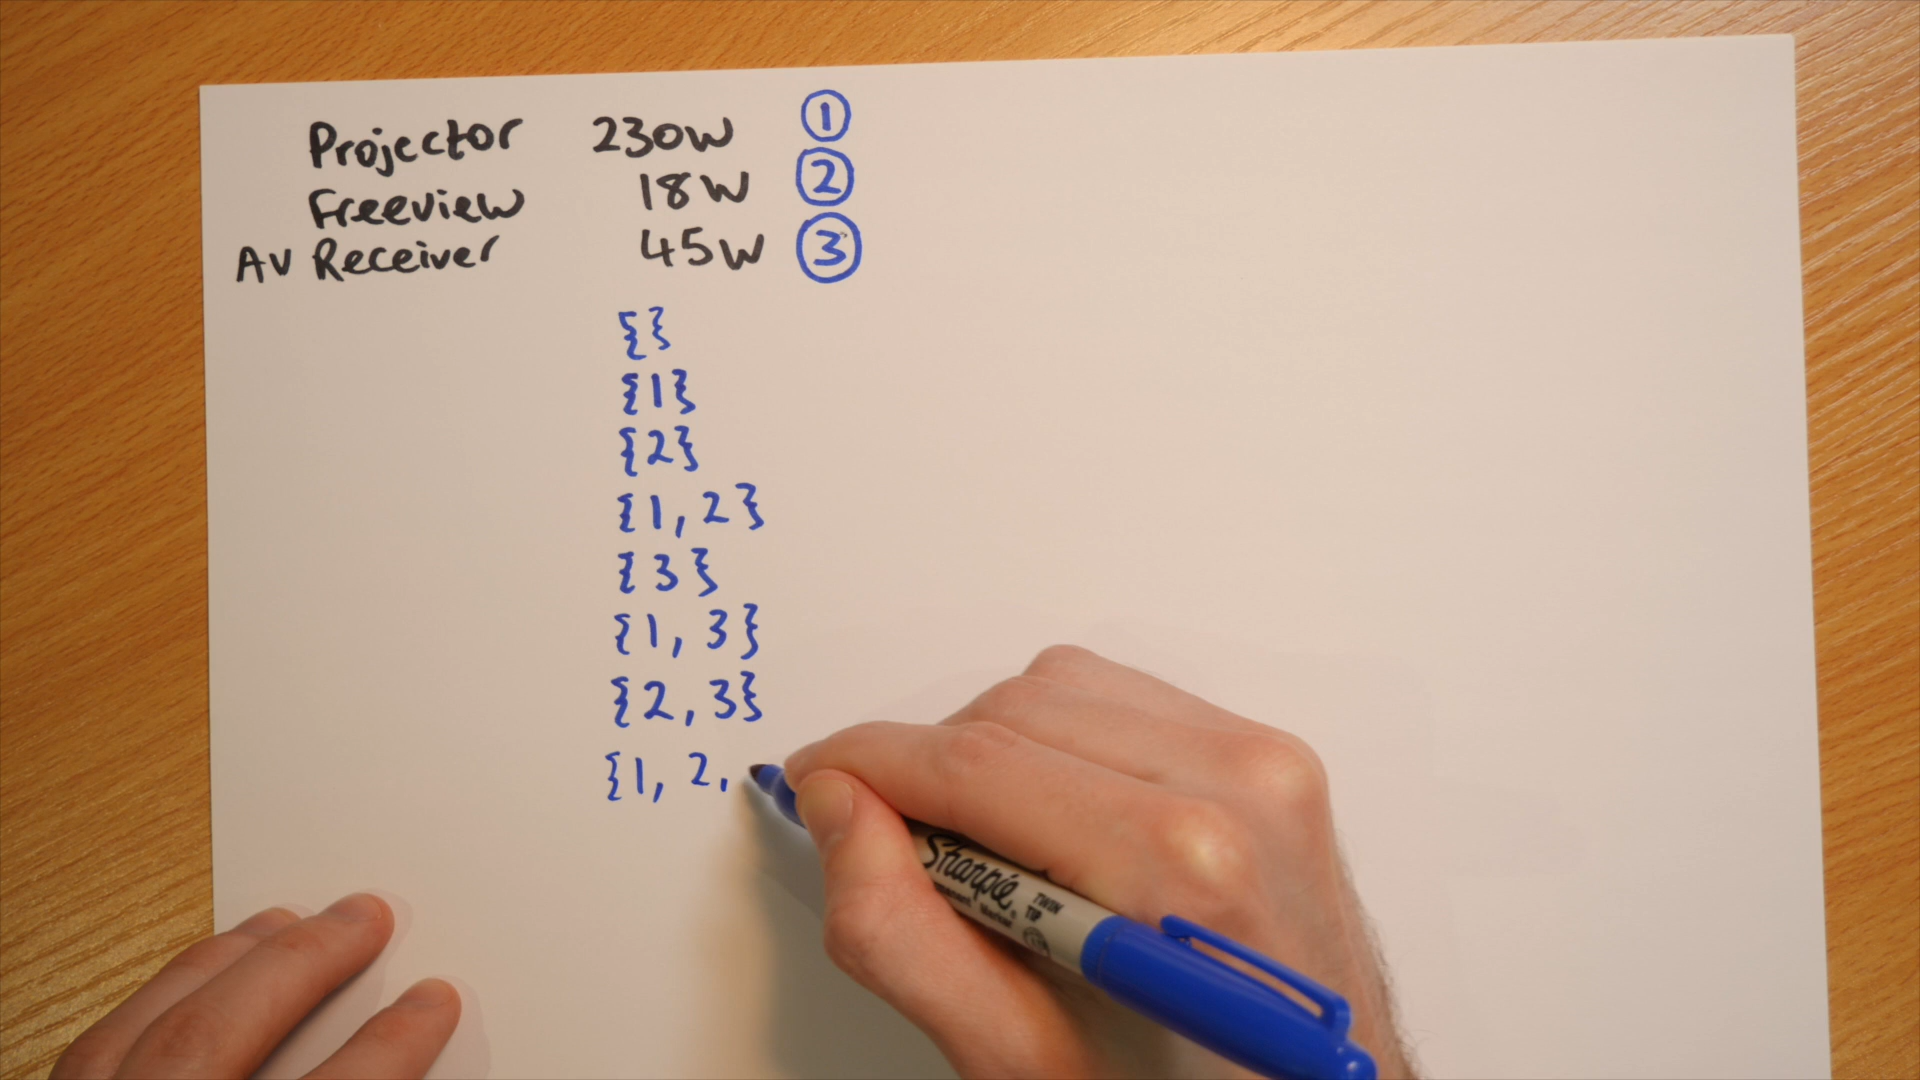 Projector 230W ①
Freeview 18W ②
AV Receiver 45W ③
{}
{1}
{2}
{1, 2}
{3}
{1, 3}
{2, 3}
{1, 2,
Sharpie
TWIN TIP
Marker